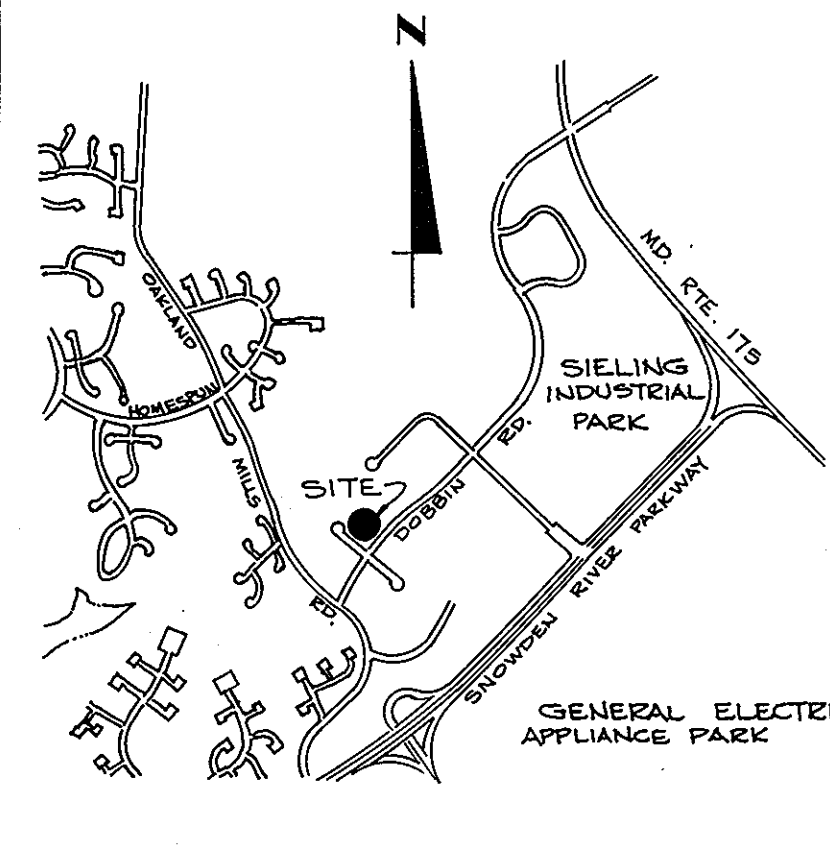 N
MD. RTE. 175
OAKLAND
MILLS
RD.
HOMESPUN
SIELING
INDUSTRIAL
PARK
DOBBIN RD.
SITE
SNOWDEN RIVER PARKWAY
GENERAL ELECTRI
APPLIANCE PARK